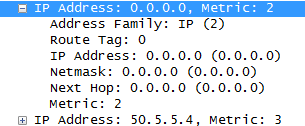 IP Address: 0.0.0.0, Metric: 2
Address Family: IP (2)
Route Tag: 0
IP Address: 0.0.0.0 (0.0.0.0)
Netmask: 0.0.0.0 (0.0.0.0)
Next Hop: 0.0.0.0 (0.0.0.0)
Metric: 2
IP Address: 50.5.5.4, Metric: 3